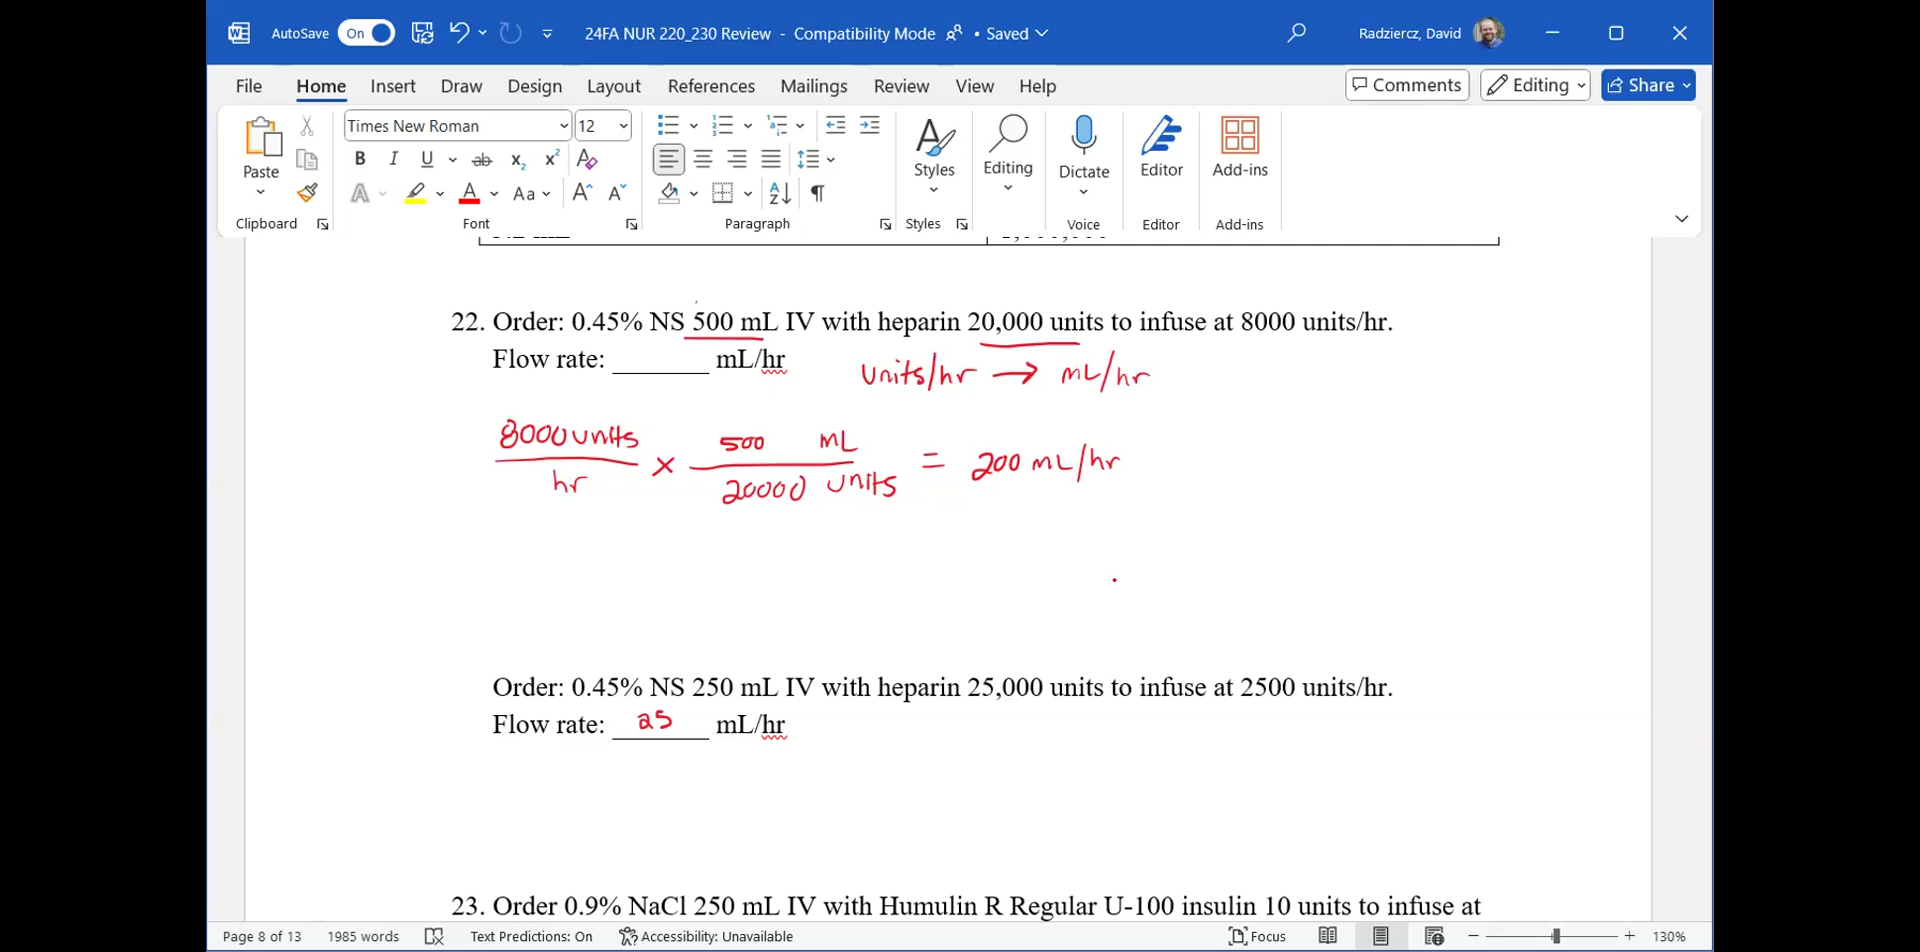 AutoSave On 24FA NUR 220_230 Review - Compatibility Mode • Saved Radziercz, David
File Home Insert Draw Design Layout References Mailings Review View Help Comments Editing Share
Times New Roman 12
Paste B I U ab x₂ x² A Styles Editing Dictate Editor Add-ins
A A Aa A^ A˅ A Z ¶
Clipboard Font Paragraph Styles Voice Editor Add-ins
22. Order: 0.45% NS 500 mL IV with heparin 20,000 units to infuse at 8000 units/hr.
Flow rate: _______ mL/hr
units/hr → mL/hr
8000 units 500 mL
× = 200 mL/hr
hr 20000 units
Order: 0.45% NS 250 mL IV with heparin 25,000 units to infuse at 2500 units/hr.
Flow rate: 25 mL/hr
23. Order 0.9% NaCl 250 mL IV with Humulin R Regular U-100 insulin 10 units to infuse at
Page 8 of 13 1985 words Text Predictions: On Accessibility: Unavailable Focus − + 130%